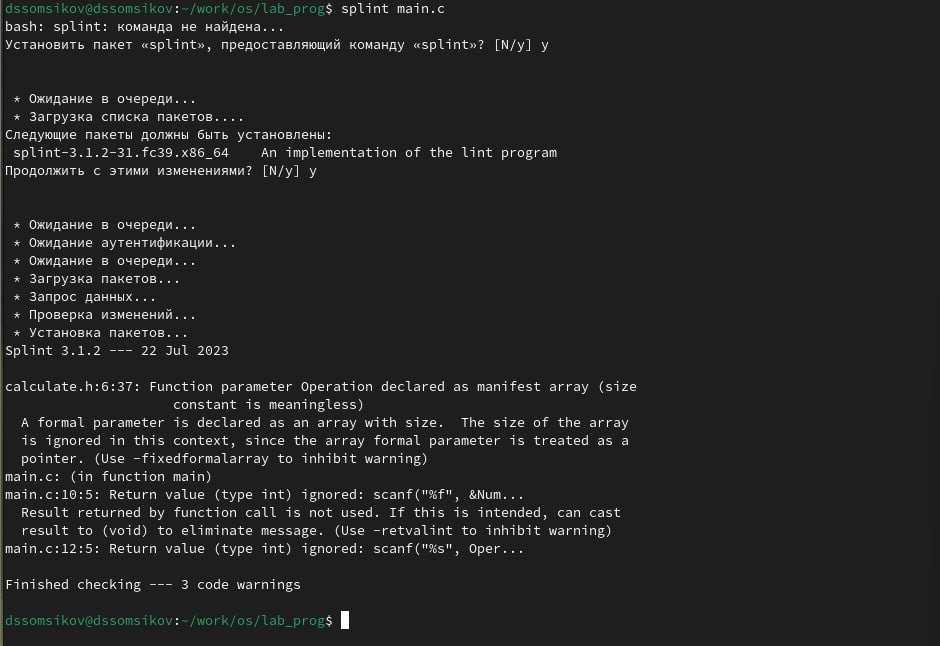 dssomsikov@dssomsikov:~/work/os/lab_prog$ splint main.c
bash: splint: команда не найдена...
Установить пакет «splint», предоставляющий команду «splint»? [N/y] y
* Ожидание в очереди...
* Загрузка списка пакетов....
Следующие пакеты должны быть установлены:
splint-3.1.2-31.fc39.x86_64    An implementation of the lint program
Продолжить с этими изменениями? [N/y] y
* Ожидание в очереди...
* Ожидание аутентификации...
* Ожидание в очереди...
* Загрузка пакетов...
* Запрос данных...
* Проверка изменений...
* Установка пакетов...
Splint 3.1.2 --- 22 Jul 2023
calculate.h:6:37: Function parameter Operation declared as manifest array (size
constant is meaningless)
A formal parameter is declared as an array with size.  The size of the array
is ignored in this context, since the array formal parameter is treated as a
pointer. (Use -fixedformalarray to inhibit warning)
main.c: (in function main)
main.c:10:5: Return value (type int) ignored: scanf("%f", &Num...
Result returned by function call is not used. If this is intended, can cast
result to (void) to eliminate message. (Use -retvalint to inhibit warning)
main.c:12:5: Return value (type int) ignored: scanf("%s", Oper...
Finished checking --- 3 code warnings
dssomsikov@dssomsikov:~/work/os/lab_prog$